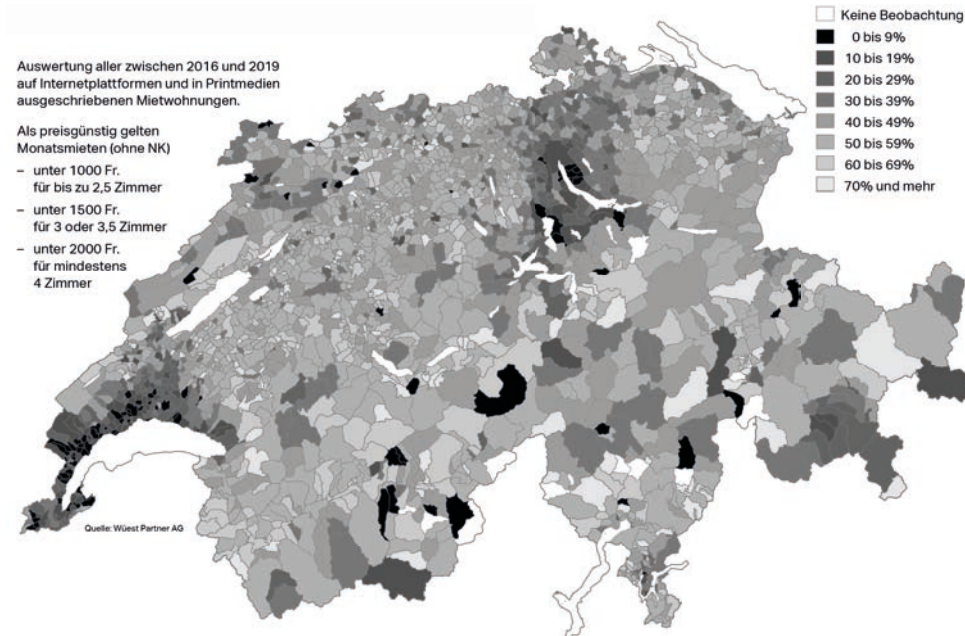 Auswertung aller zwischen 2016 und 2019
auf Internetplattformen und in Printmedien
ausgeschriebenen Mietwohnungen.
Als preisgünstig gelten
Monatsmieten (ohne NK)
– unter 1000 Fr.
für bis zu 2,5 Zimmer
– unter 1500 Fr.
für 3 oder 3,5 Zimmer
– unter 2000 Fr.
für mindestens
4 Zimmer
Keine Beobachtung
0 bis 9%
10 bis 19%
20 bis 29%
30 bis 39%
40 bis 49%
50 bis 59%
60 bis 69%
70% und mehr
Quelle: Wüest Partner AG